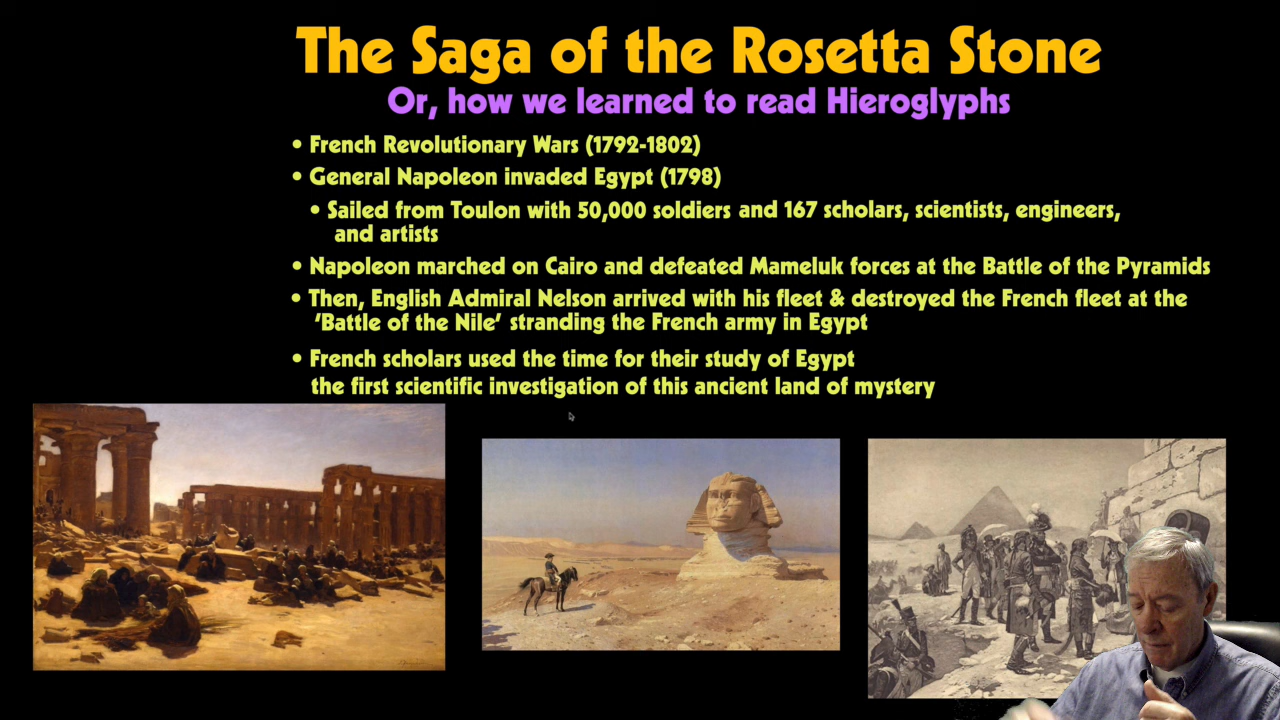 The Saga of the Rosetta Stone
Or, how we learned to read Hieroglyphs
• French Revolutionary Wars (1792-1802)
• General Napoleon invaded Egypt (1798)
• Sailed from Toulon with 50,000 soldiers and 167 scholars, scientists, engineers,
and artists
• Napoleon marched on Cairo and defeated Mameluk forces at the Battle of the Pyramids
• Then, English Admiral Nelson arrived with his fleet & destroyed the French fleet at the
'Battle of the Nile' stranding the French army in Egypt
• French scholars used the time for their study of Egypt
the first scientific investigation of this ancient land of mystery